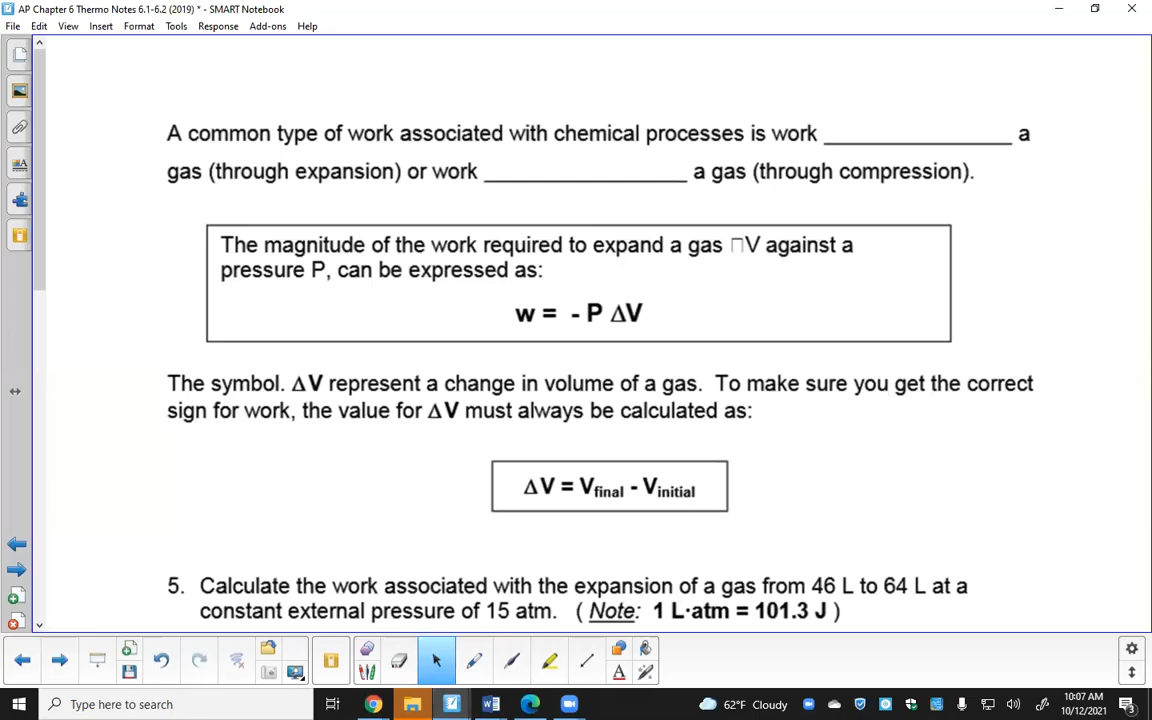 AP Chapter 6 Thermo Notes 6.1-6.2 (2019) * - SMART Notebook
File Edit View Insert Format Tools Response Add-ons Help
A common type of work associated with chemical processes is work ________________ a
gas (through expansion) or work _________________ a gas (through compression).
The magnitude of the work required to expand a gas □V against a
pressure P, can be expressed as:
w = - P ΔV
The symbol. ΔV represent a change in volume of a gas. To make sure you get the correct
sign for work, the value for ΔV must always be calculated as:
ΔV = Vfinal - Vinitial
5. Calculate the work associated with the expansion of a gas from 46 L to 64 L at a
constant external pressure of 15 atm. ( Note: 1 L·atm = 101.3 J )
Type here to search
62°F Cloudy
10:07 AM
10/12/2021
3